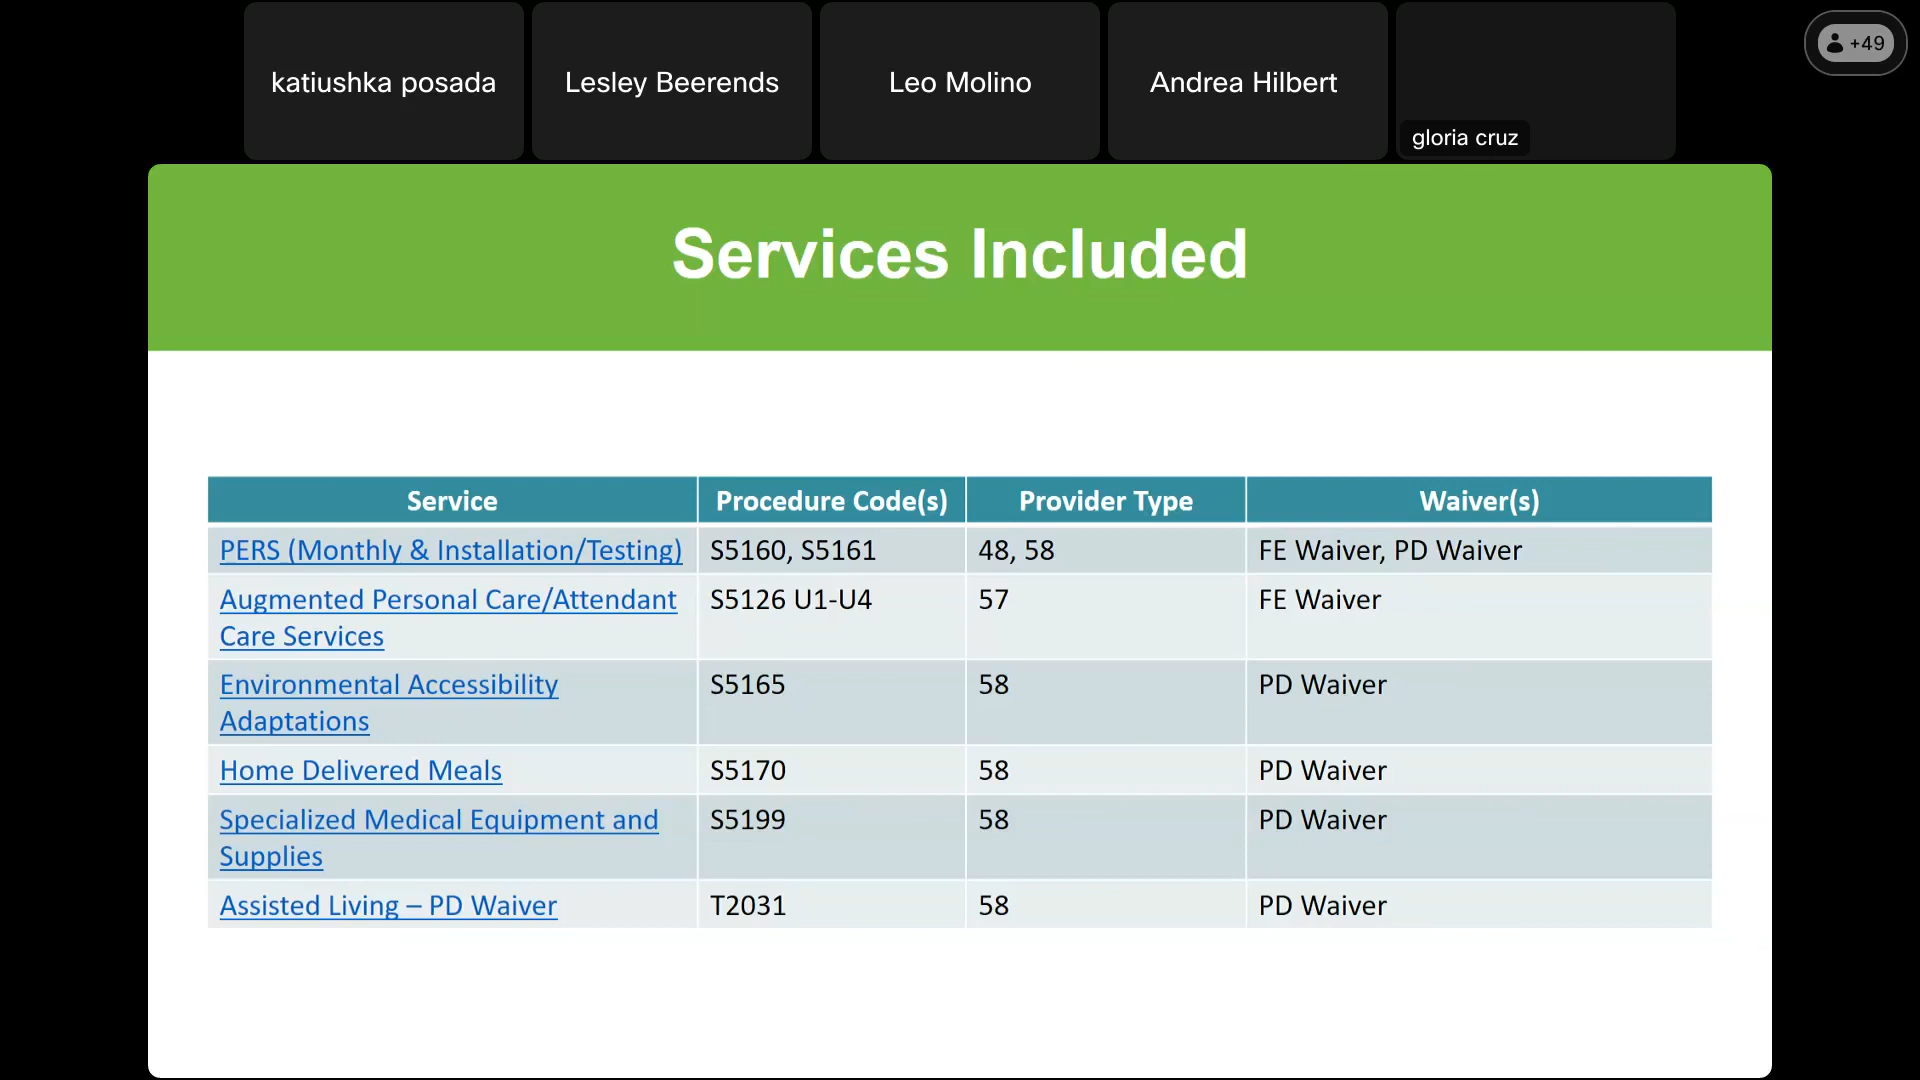 katiushka posada
Lesley Beerends
Leo Molino
Andrea Hilbert
gloria cruz
+49
Services Included
Service Procedure Code(s) Provider Type Waiver(s)
PERS (Monthly & Installation/Testing) S5160, S5161 48, 58 FE Waiver, PD Waiver
Augmented Personal Care/Attendant S5126 U1-U4 57 FE Waiver
Care Services
Environmental Accessibility S5165 58 PD Waiver
Adaptations
Home Delivered Meals S5170 58 PD Waiver
Specialized Medical Equipment and S5199 58 PD Waiver
Supplies
Assisted Living – PD Waiver T2031 58 PD Waiver